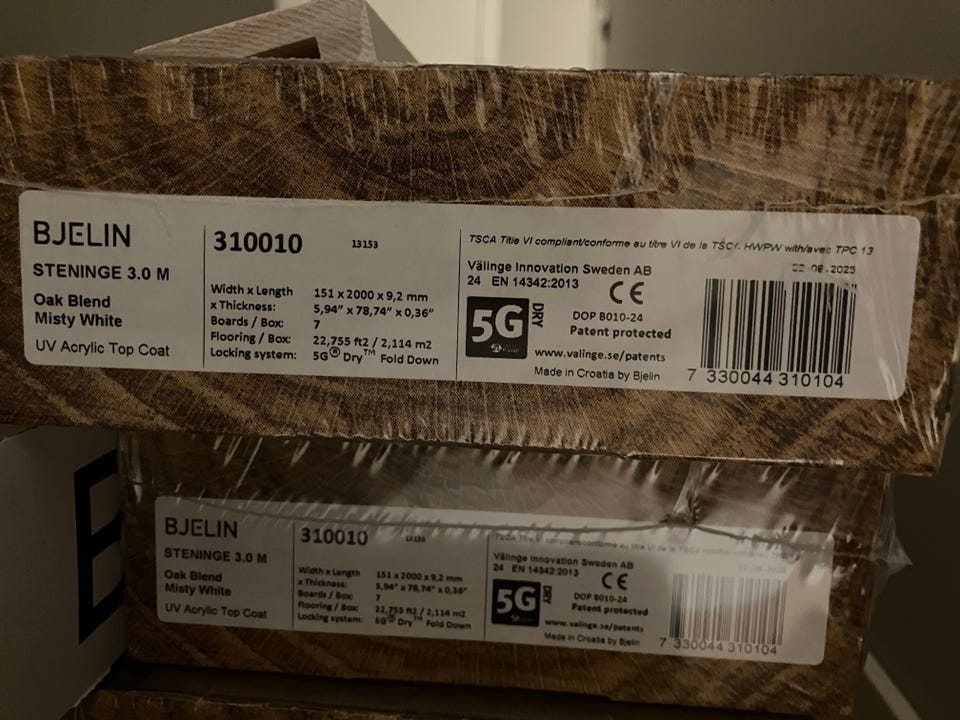 BJELIN
STENINGE 3.0 M
Oak Blend
Misty White
UV Acrylic Top Coat
310010 13153
Width x Length 151 x 2000 x 9,2 mm
x Thickness: 5,94" x 78,74" x 0,36"
Boards / Box: 7
Flooring / Box: 22,755 ft2 / 2,114 m2
Locking system: 5G® Dry™ Fold Down
TSCA Title VI compliant/conforme au titre VI de la TSCA HWPW with/avec TPC 13
02.06.2025
Välinge Innovation Sweden AB
24 EN 14342:2013 CE
5G DRY
DOP B010-24
Patent protected
www.valinge.se/patents
Made in Croatia by Bjelin
7 330044 310104
B
BJELIN
STENINGE 3.0 M
Oak Blend
Misty White
UV Acrylic Top Coat
310010 13153
Width x Length 151 x 2000 x 9,2 mm
x Thickness: 5,94" x 78,74" x 0,36"
Boards / Box: 7
Flooring / Box: 22,755 ft2 / 2,114 m2
Locking system: 5G® Dry™ Fold Down
Välinge Innovation Sweden AB
24 EN 14342:2013 CE
5G DRY
DOP B010-24
Patent protected
www.valinge.se/patents
Made in Croatia by Bjelin
7 330044 310104